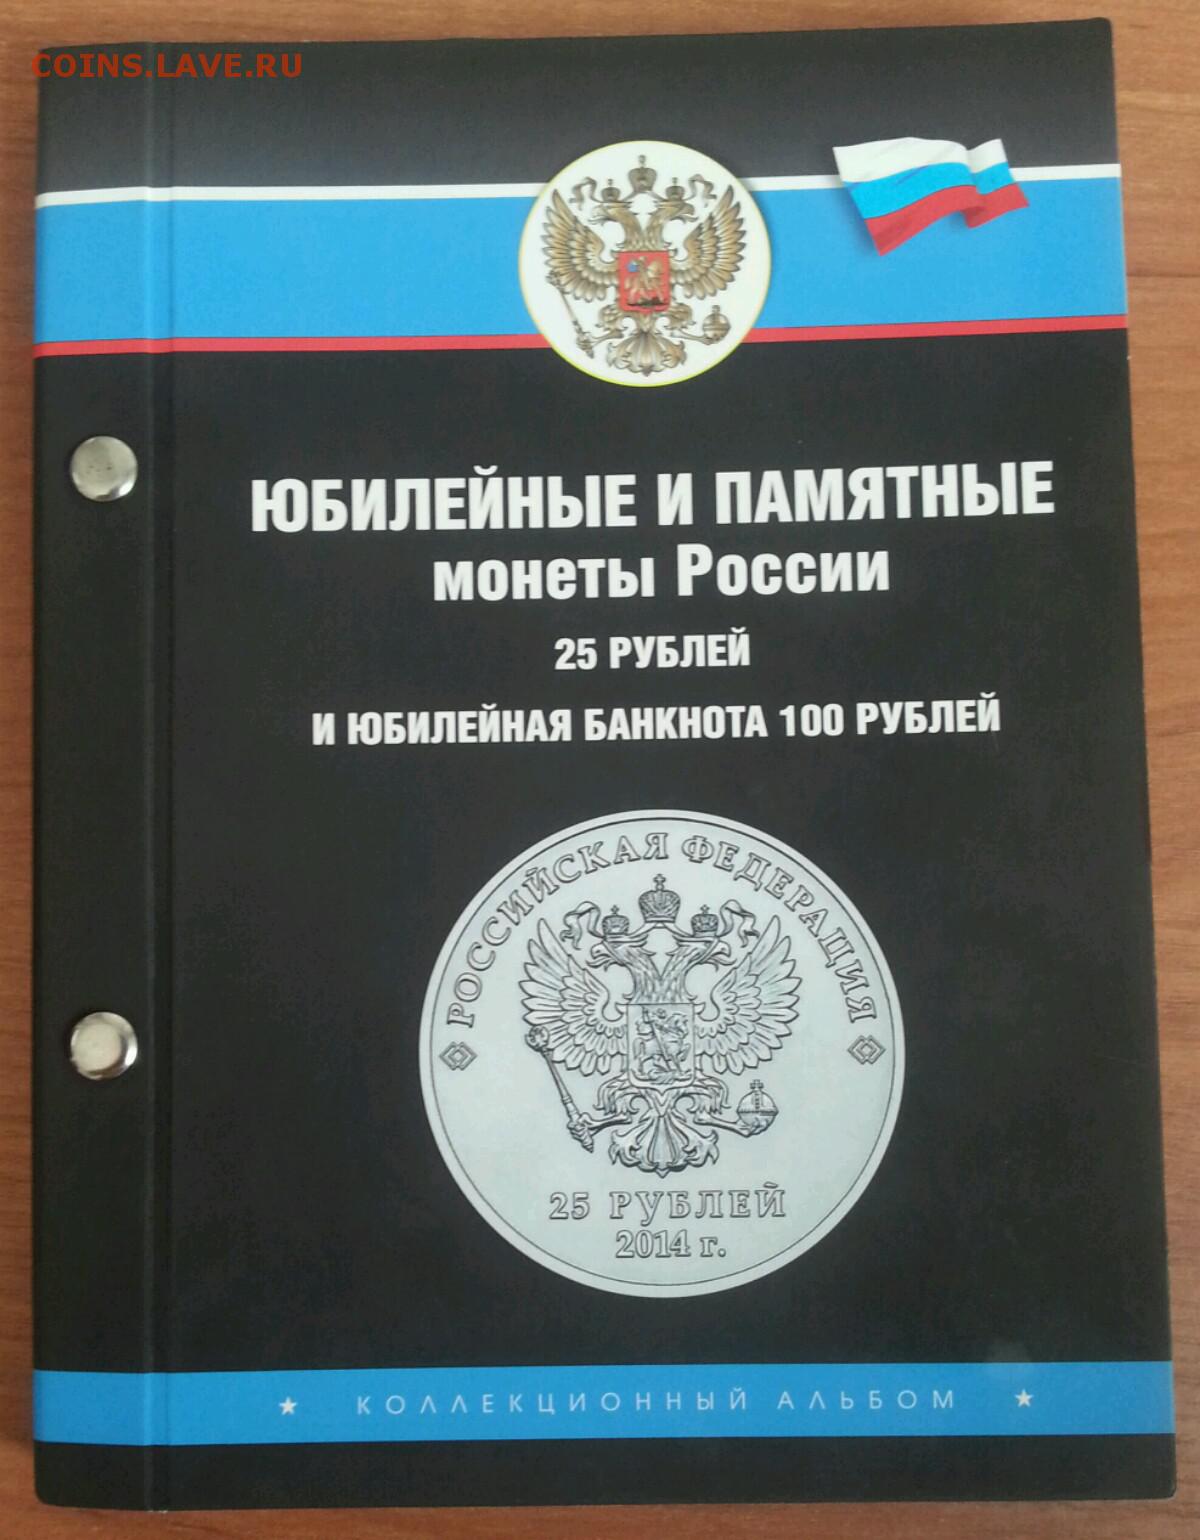 COINS.LAVE.RU
ЮБИЛЕЙНЫЕ И ПАМЯТНЫЕ
монеты России
25 РУБЛЕЙ
И ЮБИЛЕЙНАЯ БАНКНОТА 100 РУБЛЕЙ
РОССИЙСКАЯ ФЕДЕРАЦИЯ
25 РУБЛЕЙ
2014 г.
★ КОЛЛЕКЦИОННЫЙ АЛЬБОМ ★